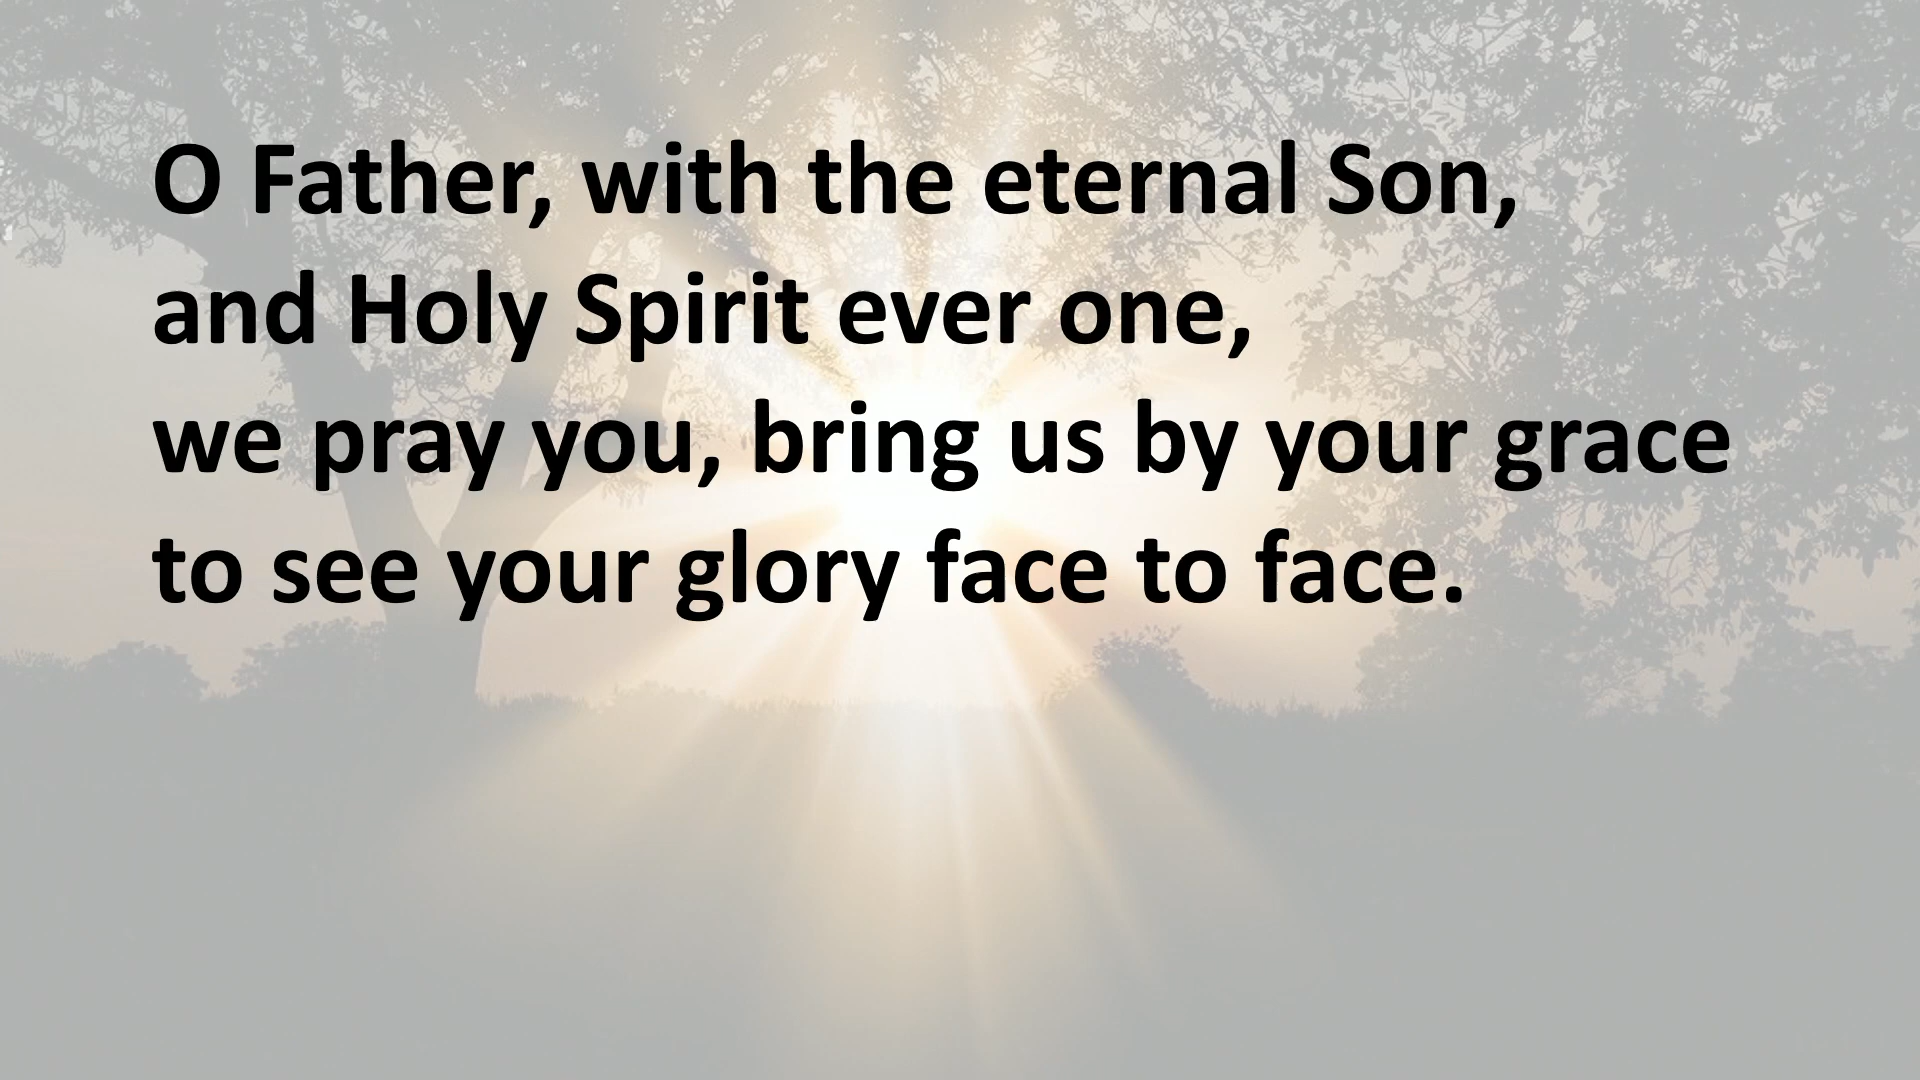 O Father, with the eternal Son,
and Holy Spirit ever one,
we pray you, bring us by your grace
to see your glory face to face.